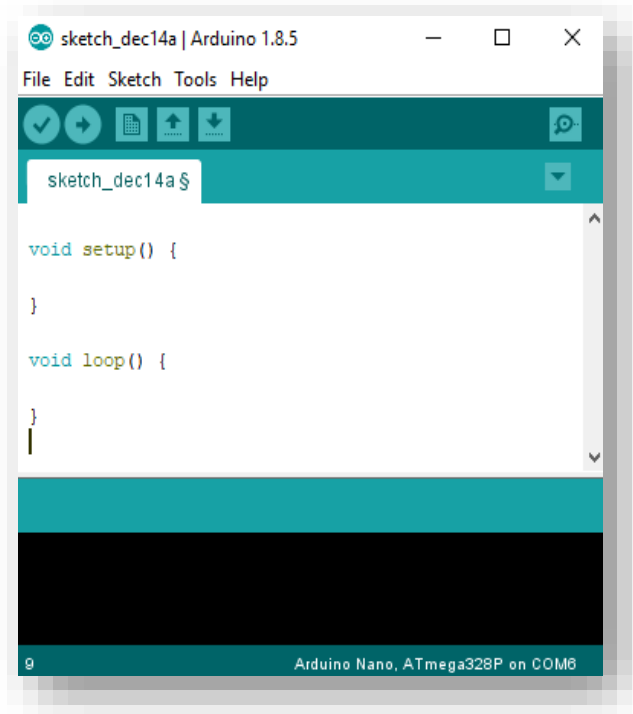 sketch_dec14a | Arduino 1.8.5
File Edit Sketch Tools Help
sketch_dec14a §
void setup() {
}
void loop() {
}
9
Arduino Nano, ATmega328P on COM6